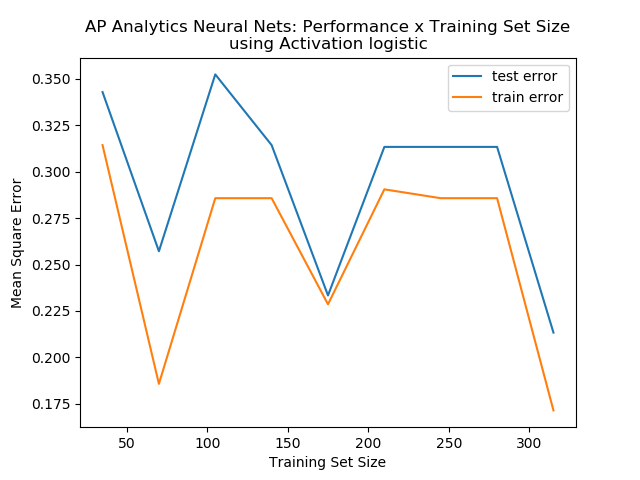 AP Analytics Neural Nets: Performance x Training Set Size
using Activation logistic
test error
train error
Mean Square Error
0.350
0.325
0.300
0.275
0.250
0.225
0.200
0.175
50 100 150 200 250 300
Training Set Size